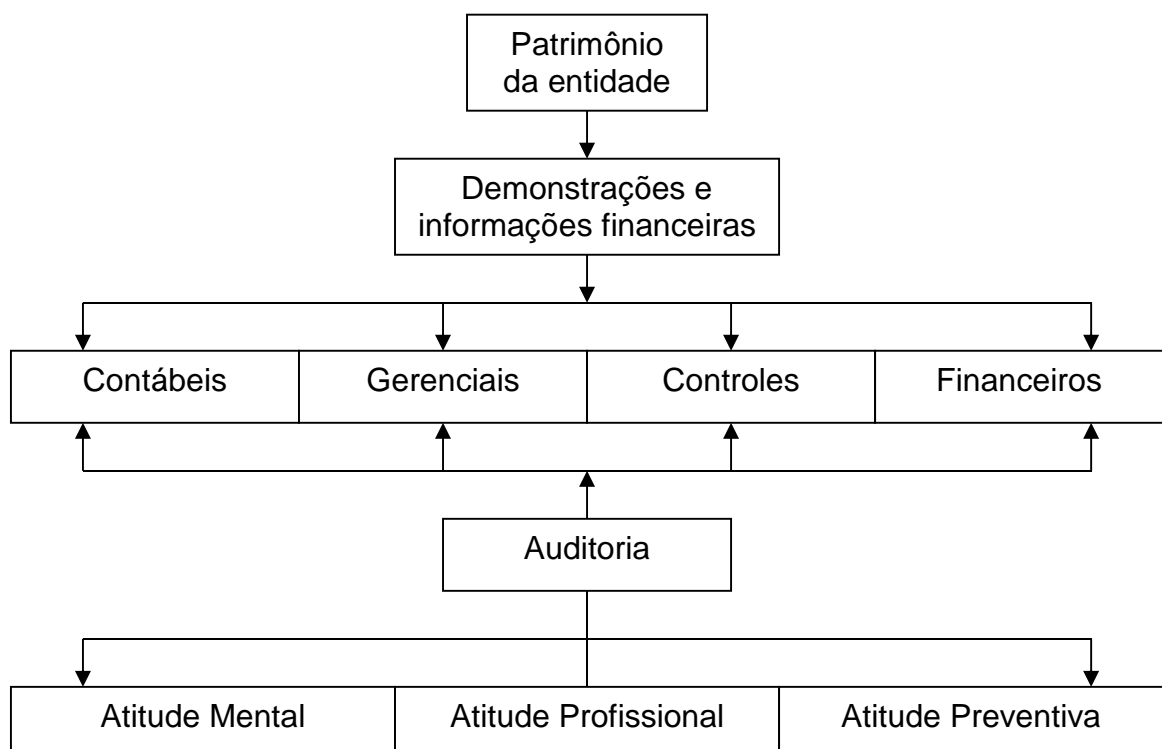 Patrimônio
da entidade
Demonstrações e
informações financeiras
Contábeis
Gerenciais
Controles
Financeiros
Auditoria
Atitude Mental
Atitude Profissional
Atitude Preventiva